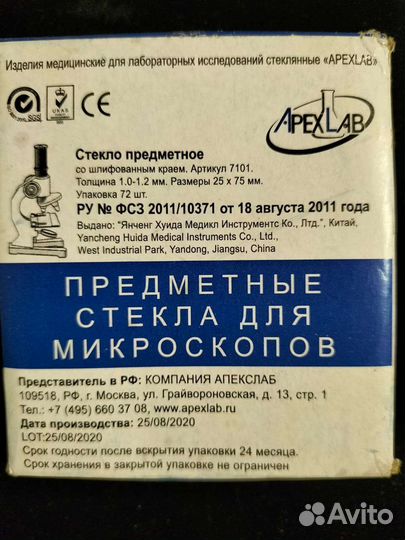 Изделия медицинские для лабораторных исследований стеклянные «APEXLAB»
SGS
UKAS
CE
APEXLAB
Стекло предметное
со шлифованным краем. Артикул 7101.
Толщина 1.0-1.2 мм. Размеры 25 х 75 мм.
Упаковка 72 шт.
РУ № ФСЗ 2011/10371 от 18 августа 2011 года
Выдано: "Янченг Хуида Медикл Инструментс Ко., Лтд.", Китай,
Yancheng Huida Medical Instruments Co., Ltd.,
West Industrial Park, Yandong, Jiangsu, China
ПРЕДМЕТНЫЕ
СТЕКЛА ДЛЯ
МИКРОСКОПОВ
Представитель в РФ: КОМПАНИЯ АПЕКСЛАБ
109518, РФ, г. Москва, ул. Грайвороновская, д. 13, стр. 1
Тел.: +7 (495) 660 37 08, www.apexlab.ru
Дата производства: 25/08/2020
LOT:25/08/2020
Срок годности после вскрытия упаковки 24 месяца.
Срок хранения в закрытой упаковке не ограничен
Avito